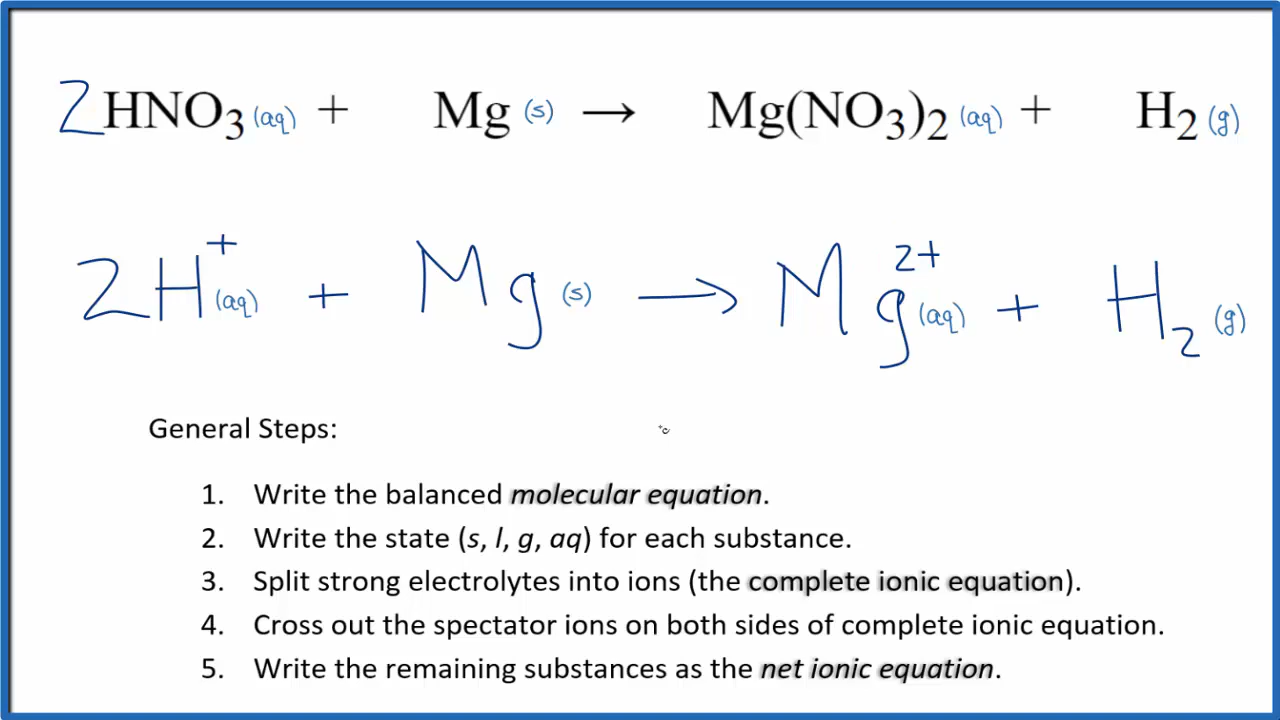 2HNO₃(aq) + Mg(s) → Mg(NO₃)₂(aq) + H₂(g)
2H⁺(aq) + Mg(s) → Mg²⁺(aq) + H₂(g)
General Steps:
1. Write the balanced molecular equation.
2. Write the state (s, l, g, aq) for each substance.
3. Split strong electrolytes into ions (the complete ionic equation).
4. Cross out the spectator ions on both sides of complete ionic equation.
5. Write the remaining substances as the net ionic equation.